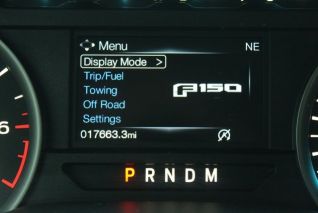 Menu NE
Display Mode >
Trip/Fuel
Towing
F150
Off Road
Settings
017663.3mi
6
P R N D M